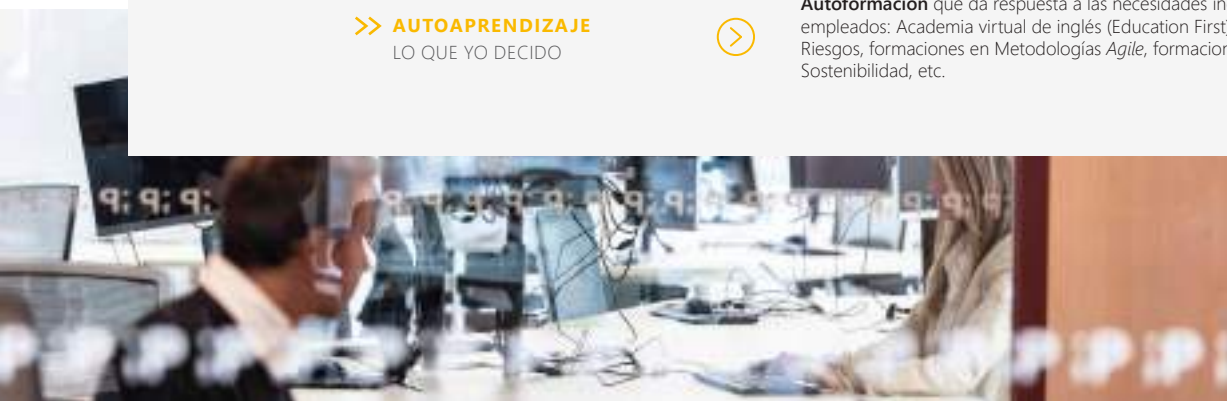 Autoformación que da respuesta a las necesidades in
>> AUTOAPRENDIZAJE
LO QUE YO DECIDO
empleados: Academia virtual de inglés (Education First)
Riesgos, formaciones en Metodologías Agile, formacion
Sostenibilidad, etc.
q; q; q;
q; q; q; q; q; q; q;